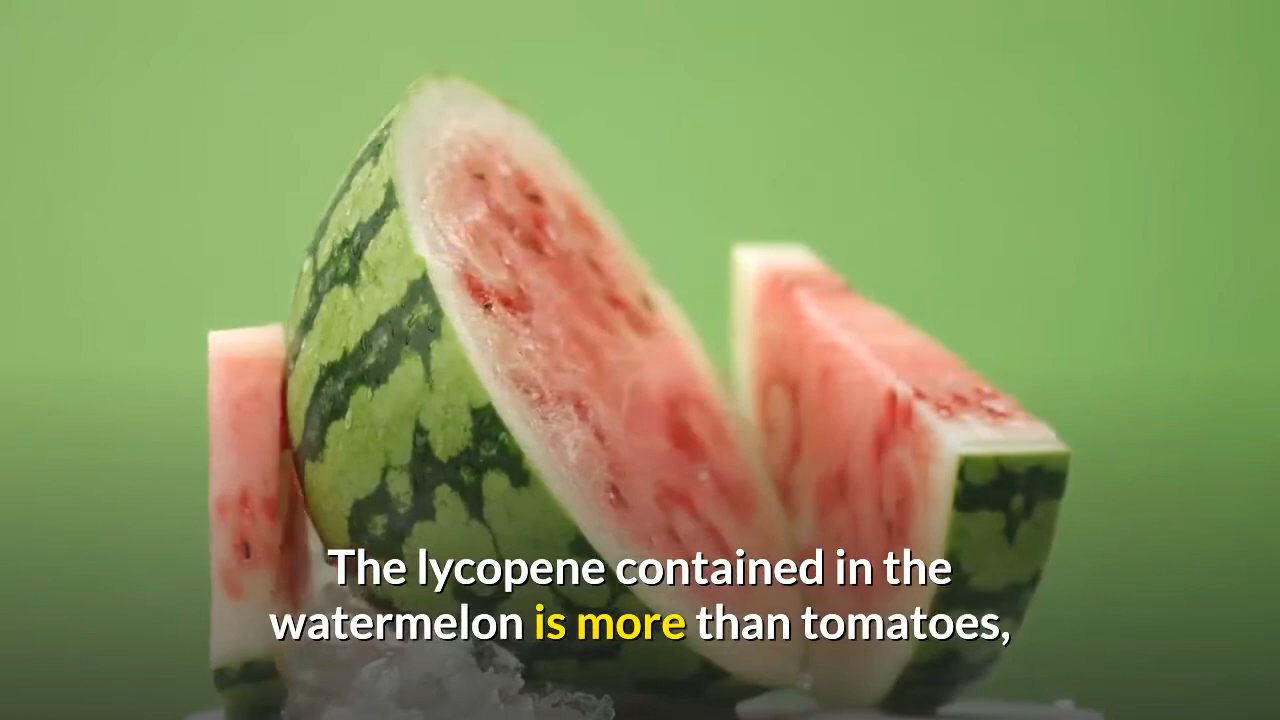 The lycopene contained in the
watermelon is more than tomatoes,